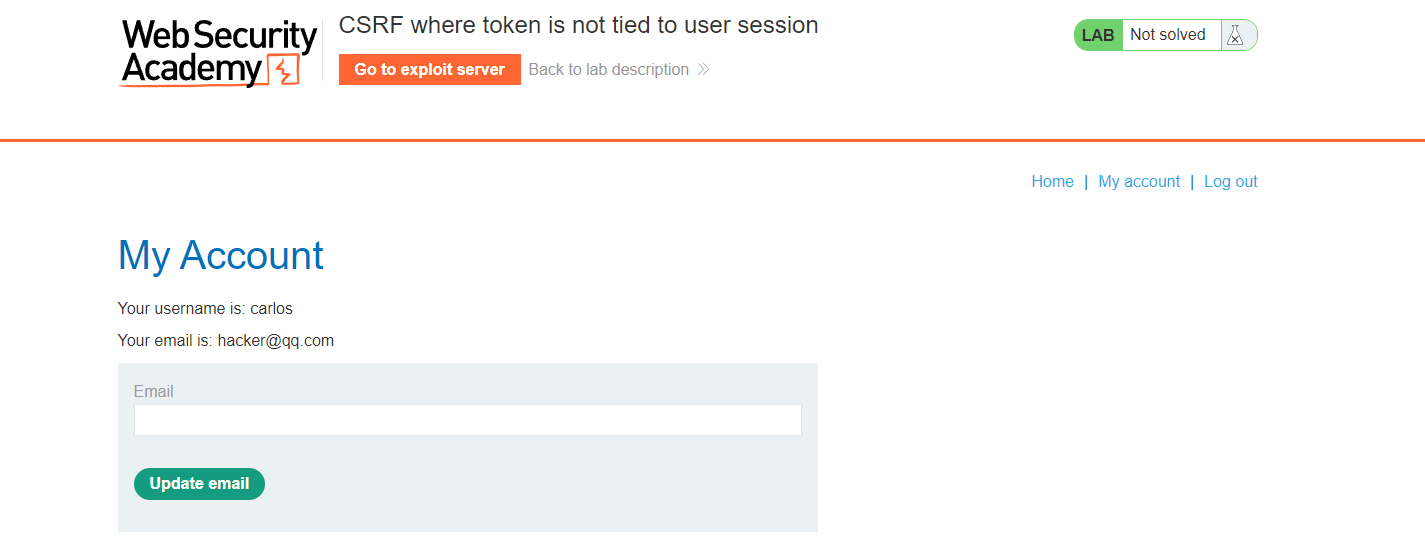 Web Security
Academy
CSRF where token is not tied to user session
Go to exploit server Back to lab description
LAB Not solved
Home | My account | Log out
My Account
Your username is: carlos
Your email is: hacker@qq.com
Email
Update email